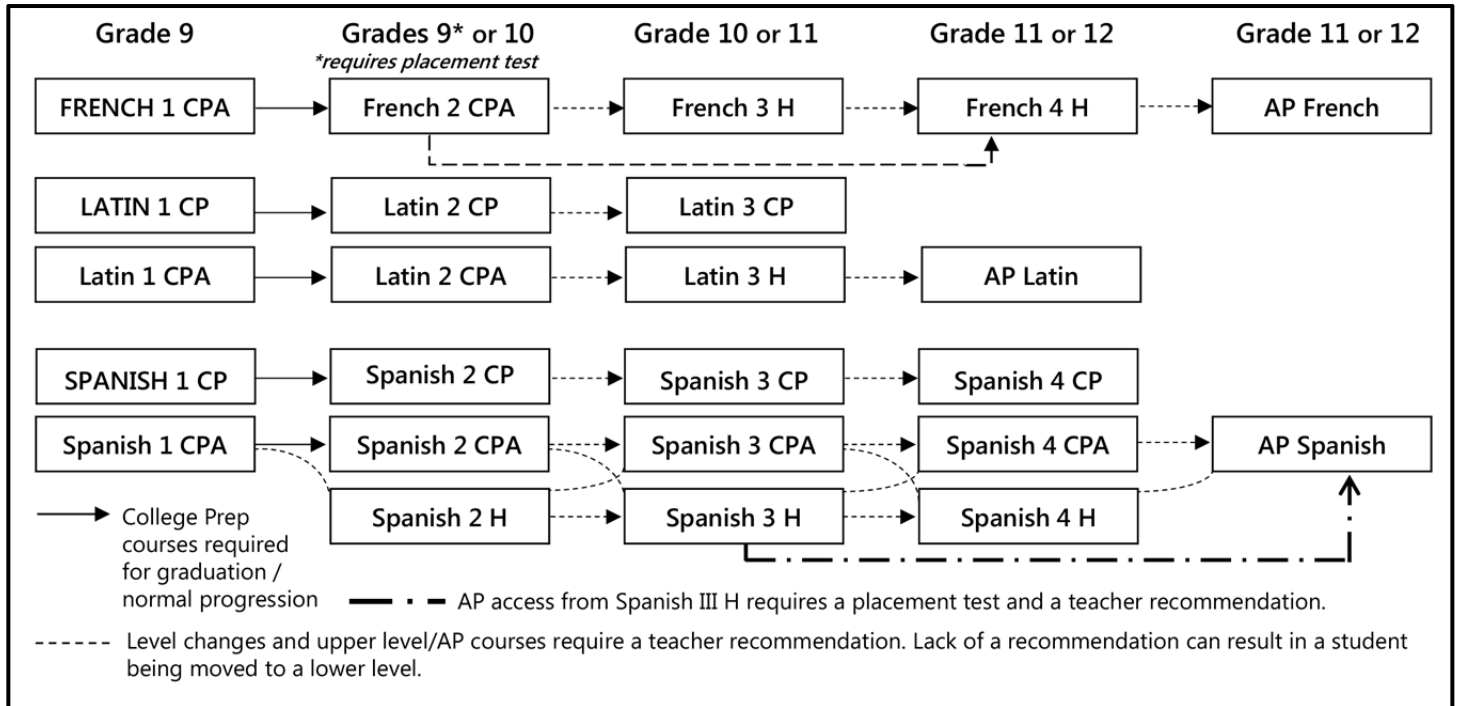 Grade 9
Grades 9* or 10
*requires placement test
Grade 10 or 11
Grade 11 or 12
Grade 11 or 12
FRENCH 1 CPA
French 2 CPA
French 3 H
French 4 H
AP French
LATIN 1 CP
Latin 2 CP
Latin 3 CP
Latin 1 CPA
Latin 2 CPA
Latin 3 H
AP Latin
SPANISH 1 CP
Spanish 2 CP
Spanish 3 CP
Spanish 4 CP
Spanish 1 CPA
Spanish 2 CPA
Spanish 3 CPA
Spanish 4 CPA
AP Spanish
Spanish 2 H
Spanish 3 H
Spanish 4 H
College Prep
courses required
for graduation /
normal progression
AP access from Spanish III H requires a placement test and a teacher recommendation.
Level changes and upper level/AP courses require a teacher recommendation. Lack of a recommendation can result in a student
being moved to a lower level.